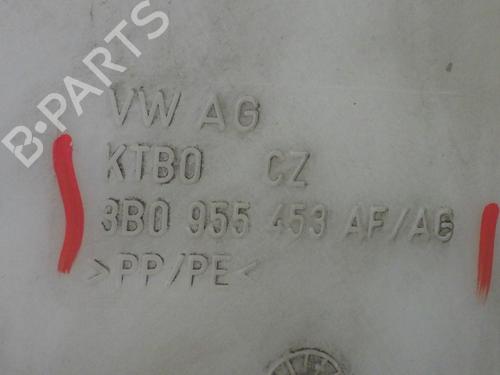 B-PARTS
VW AG
KTBO CZ
3B0 955 453 AF/AG
>PP/PE<